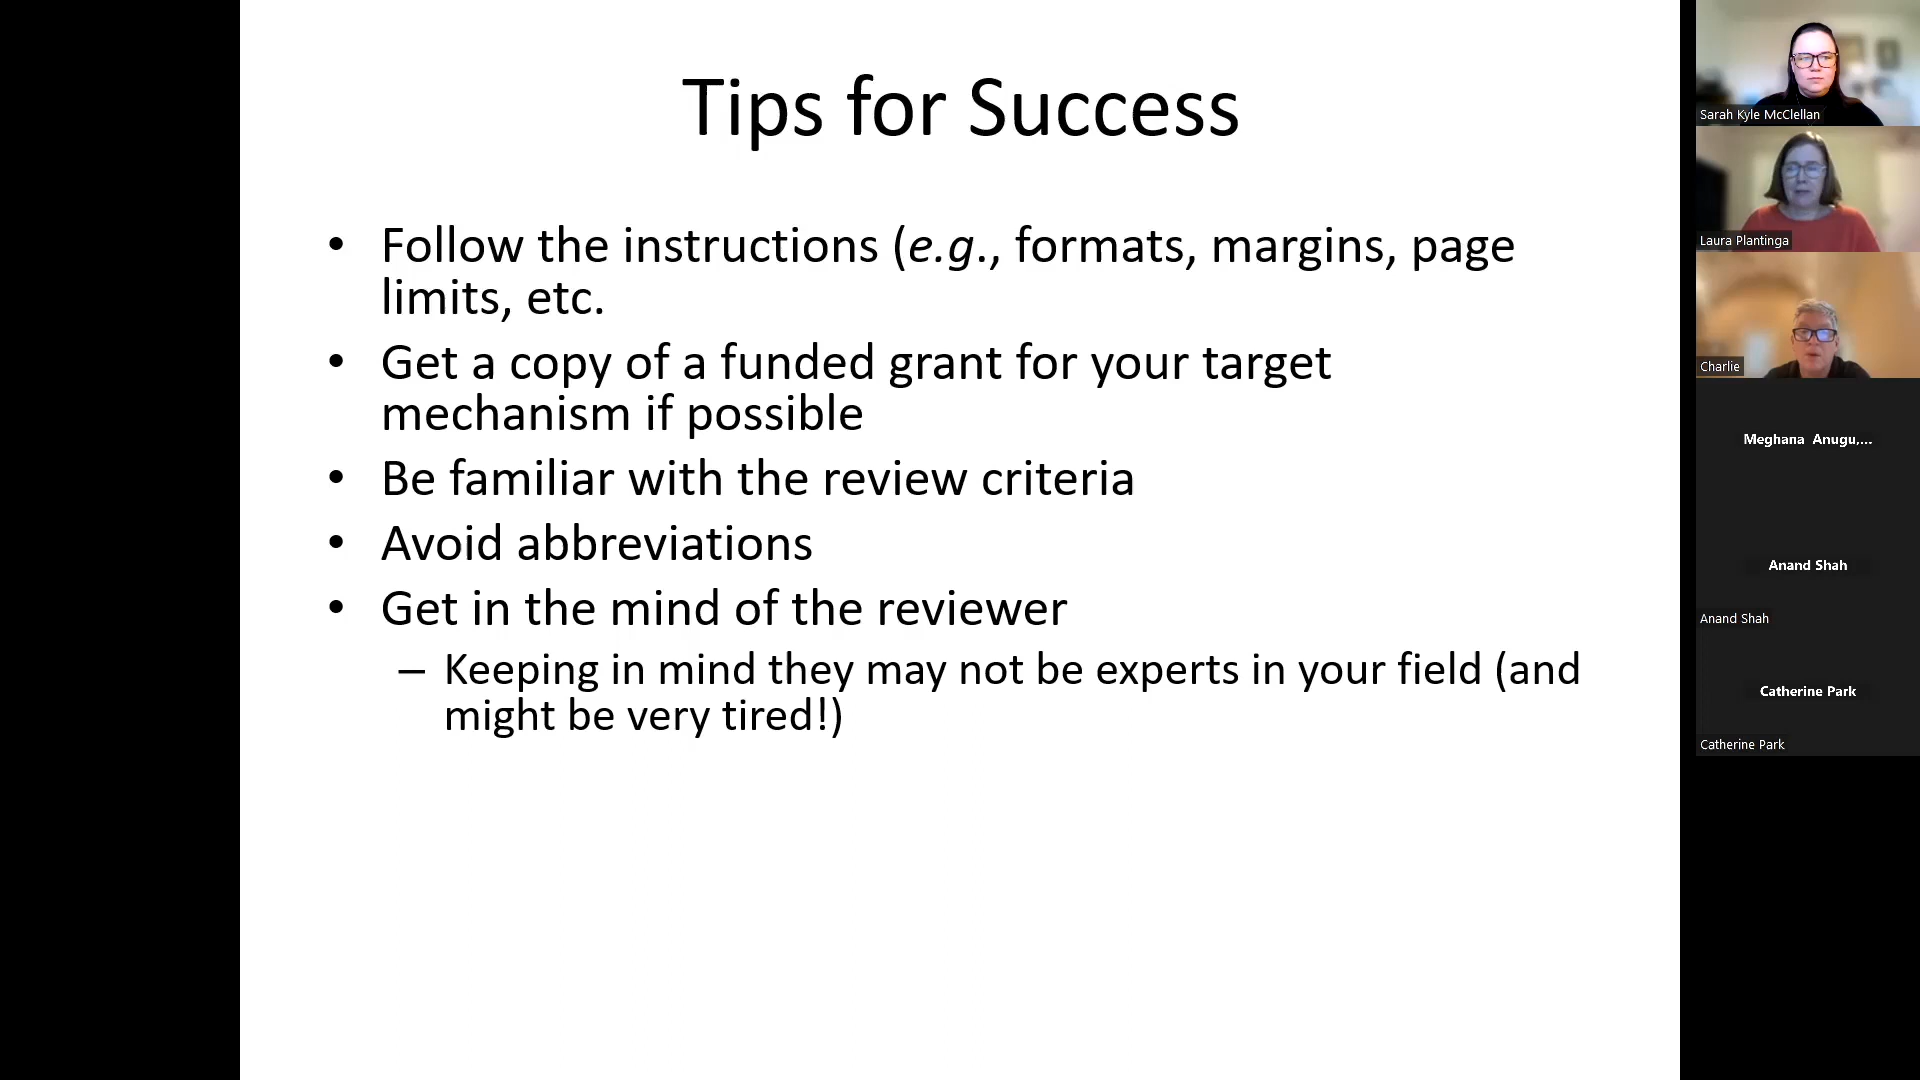 Tips for Success
• Follow the instructions (e.g., formats, margins, page
limits, etc.
• Get a copy of a funded grant for your target
mechanism if possible
• Be familiar with the review criteria
• Avoid abbreviations
• Get in the mind of the reviewer
– Keeping in mind they may not be experts in your field (and
might be very tired!)
Sarah Kyle McClellan
Laura Plantinga
Charlie
Meghana Anugu,...
Anand Shah
Anand Shah
Catherine Park
Catherine Park